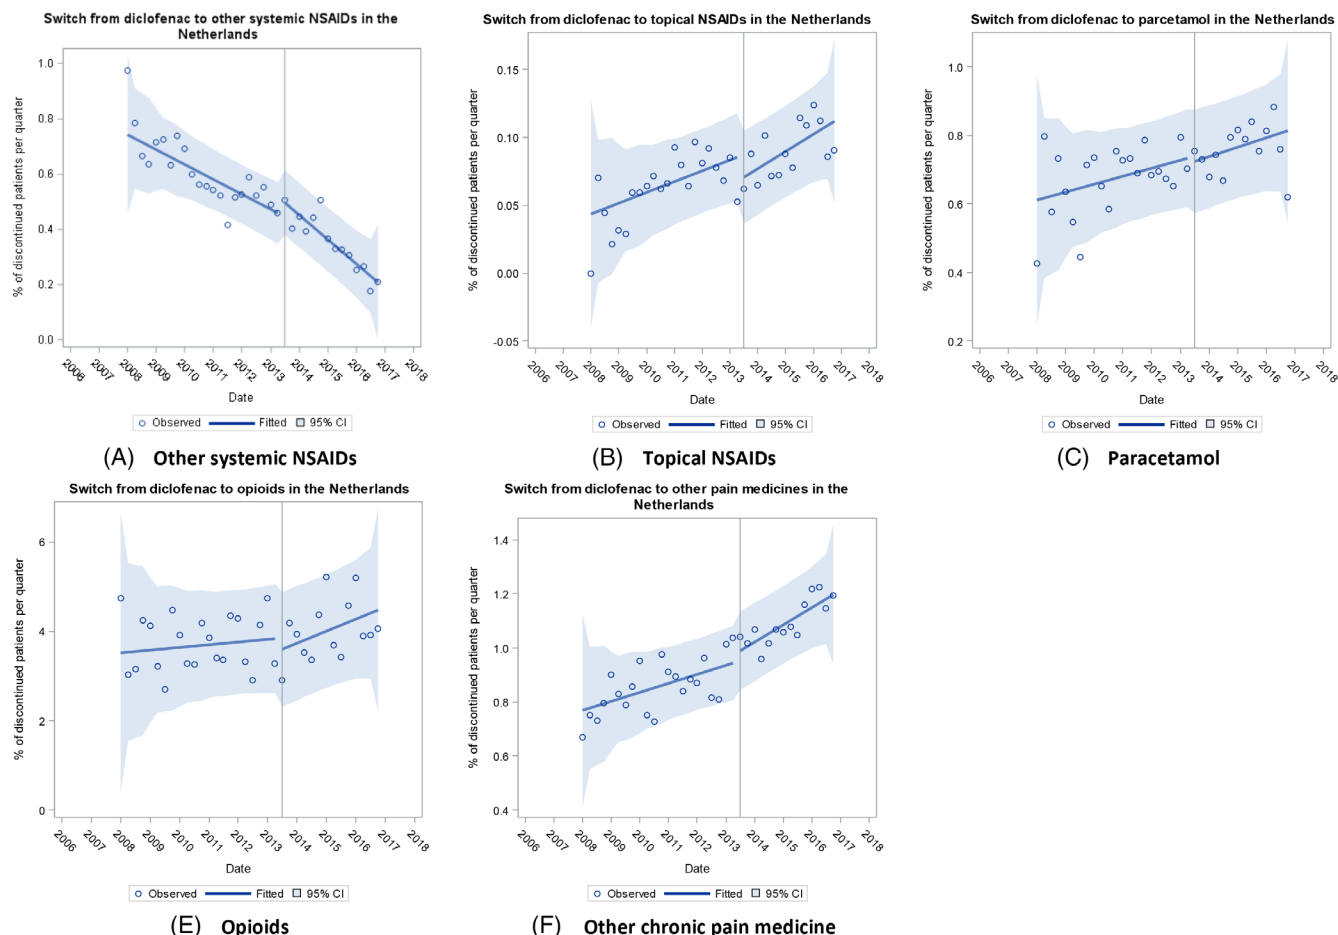 Switch from diclofenac to other systemic NSAIDs in the
Netherlands
% of discontinued patients per quarter
1.0
0.8
0.6
0.4
0.2
0.0
2006 2007 2008 2009 2010 2011 2012 2013 2014 2015 2016 2017 2018
Date
Observed Fitted 95% CI
(A) Other systemic NSAIDs
Switch from diclofenac to topical NSAIDs in the Netherlands
% of discontinued patients per quarter
0.15
0.10
0.05
0.00
-0.05
2006 2007 2008 2009 2010 2011 2012 2013 2014 2015 2016 2017 2018
Date
Observed Fitted 95% CI
(B) Topical NSAIDs
Switch from diclofenac to parcetamol in the Netherlands
% of discontinued patients per quarter
1.0
0.8
0.6
0.4
0.2
2006 2007 2008 2009 2010 2011 2012 2013 2014 2015 2016 2017 2018
Date
Observed Fitted 95% CI
(C) Paracetamol
Switch from diclofenac to opioids in the Netherlands
% of discontinued patients per quarter
6
4
2
0
2006 2007 2008 2009 2010 2011 2012 2013 2014 2015 2016 2017 2018
Date
Observed Fitted 95% CI
(E) Opioids
Switch from diclofenac to other pain medicines in the
Netherlands
% of discontinued patients per quarter
1.4
1.2
1.0
0.8
0.6
0.4
2006 2007 2008 2009 2010 2011 2012 2013 2014 2015 2016 2017 2018
Date
Observed Fitted 95% CI
(F) Other chronic pain medicine